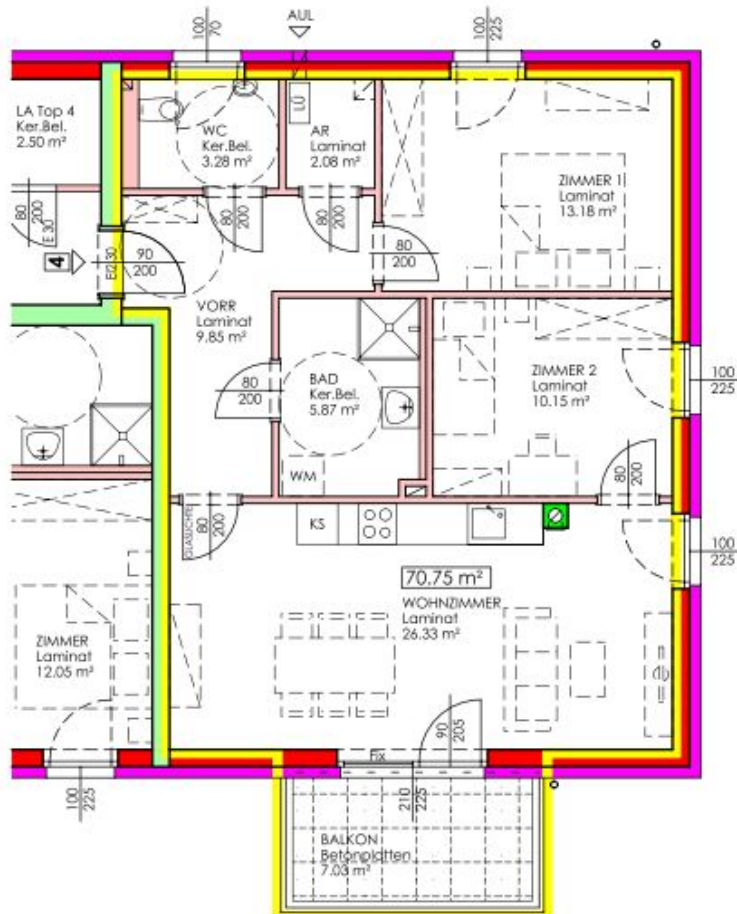 100
70
AUL
100
225
LA Top 4
Ker.Bel.
2.50 m²
WC
Ker.Bel.
3.28 m²
LÜ
AR
Laminat
2.08 m²
ZIMMER 1
Laminat
13.18 m²
80
200
E 30
80
200
80
200
80
200
4
EI2 30
90
200
VORR
Laminat
9.85 m²
80
200
BAD
Ker.Bel.
5.87 m²
WM
ZIMMER 2
Laminat
10.15 m²
100
225
80
200
GLASLICHTE
80
200
KS
100
225
70.75 m²
WOHNZIMMER
Laminat
26.33 m²
ZIMMER
Laminat
12.05 m²
90
205
Fix
100
225
210
225
BALKON
Betonplatten
7.03 m²